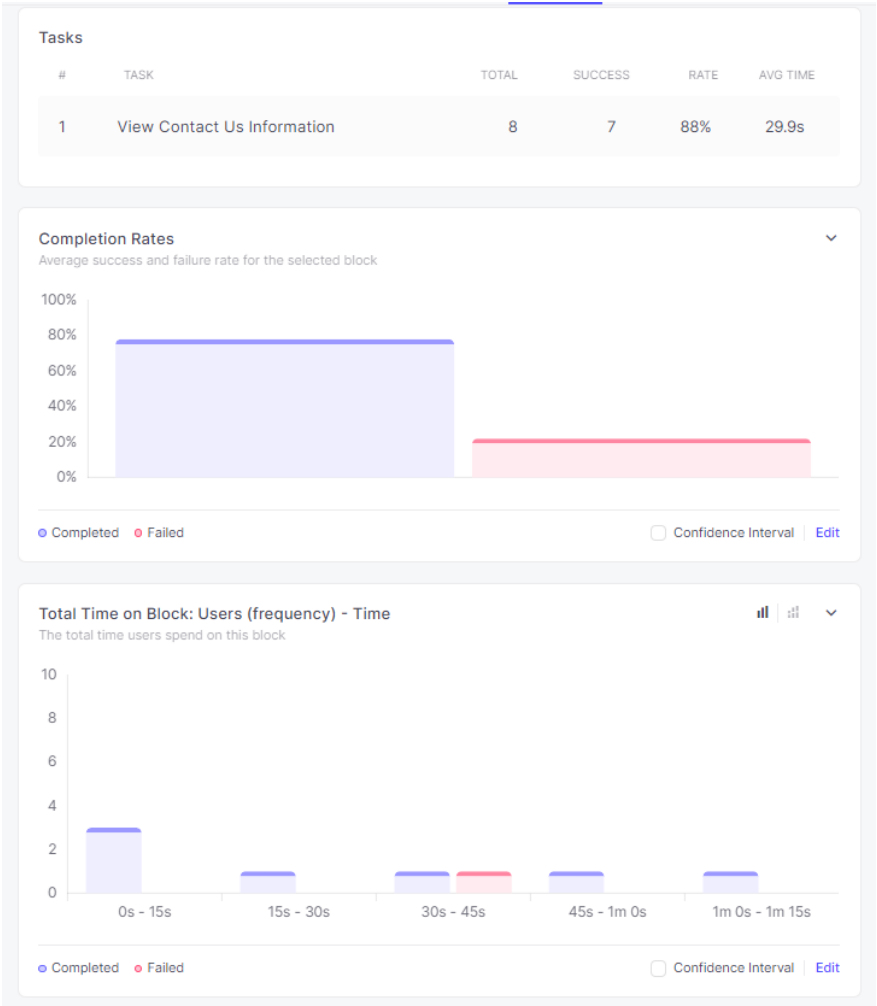 Tasks
# TASK TOTAL SUCCESS RATE AVG TIME
1 View Contact Us Information 8 7 88% 29.9s
Completion Rates
Average success and failure rate for the selected block
100%
80%
60%
40%
20%
0%
Completed Failed Confidence Interval Edit
Total Time on Block: Users (frequency) - Time
The total time users spend on this block
10
8
6
4
2
0
0s - 15s 15s - 30s 30s - 45s 45s - 1m 0s 1m 0s - 1m 15s
Completed Failed Confidence Interval Edit